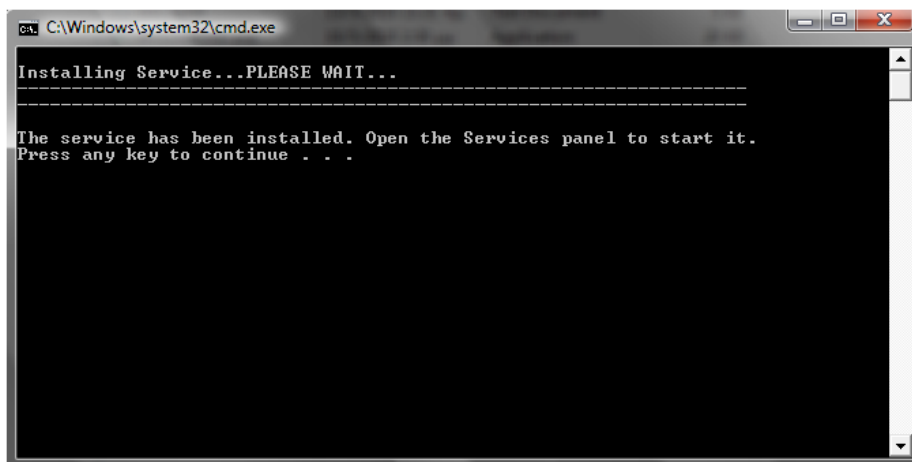 C:\Windows\system32\cmd.exe
Installing Service...PLEASE WAIT...
--------------------------------------------------------------------
--------------------------------------------------------------------
The service has been installed. Open the Services panel to start it.
Press any key to continue . . .